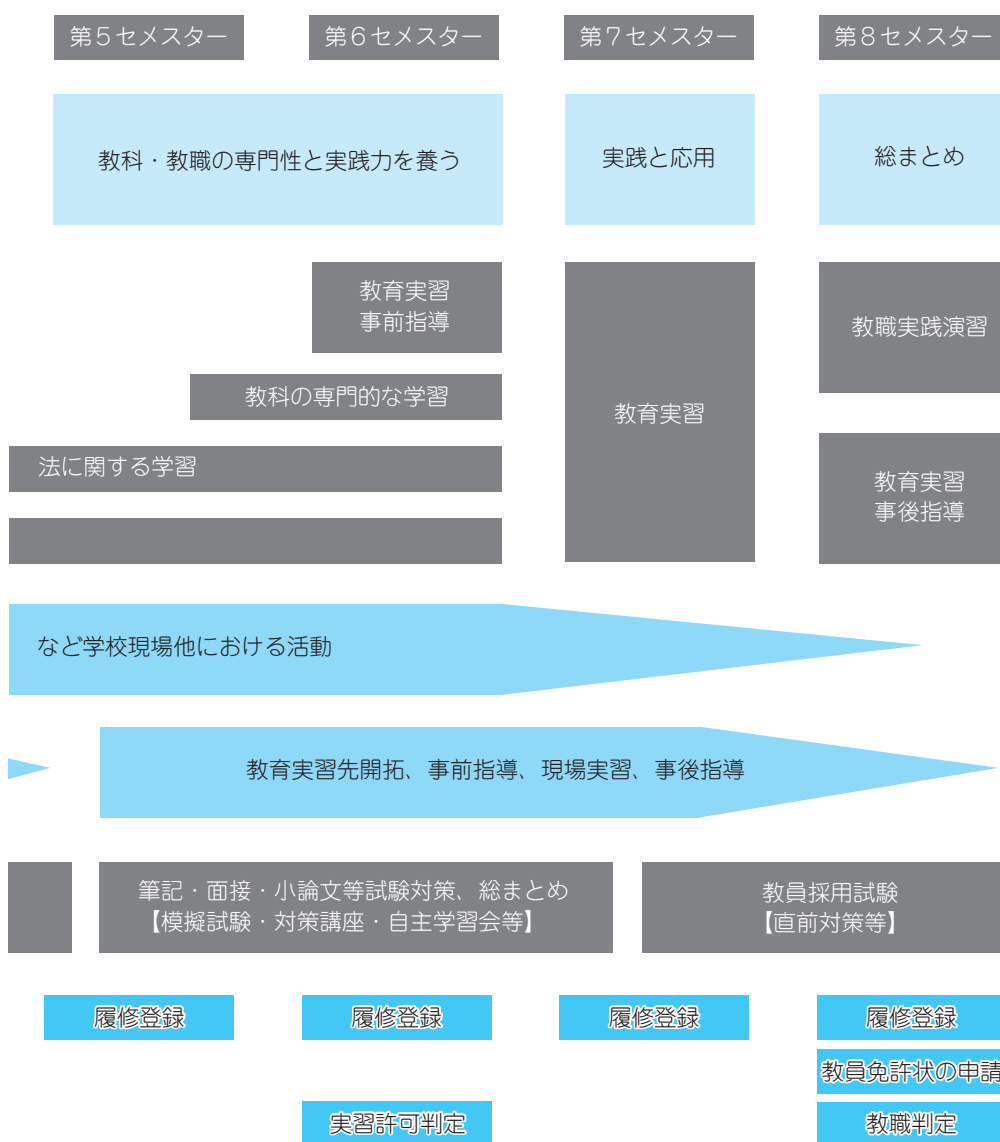 第５セメスター
第６セメスター
第７セメスター
第８セメスター
教科・教職の専門性と実践力を養う
実践と応用
総まとめ
教育実習
事前指導
教科の専門的な学習
法に関する学習
教育実習
教職実践演習
教育実習
事後指導
など学校現場他における活動
教育実習先開拓、事前指導、現場実習、事後指導
筆記・面接・小論文等試験対策、総まとめ
【模擬試験・対策講座・自主学習会等】
教員採用試験
【直前対策等】
履修登録
履修登録
履修登録
履修登録
教員免許状の申請
実習許可判定
教職判定